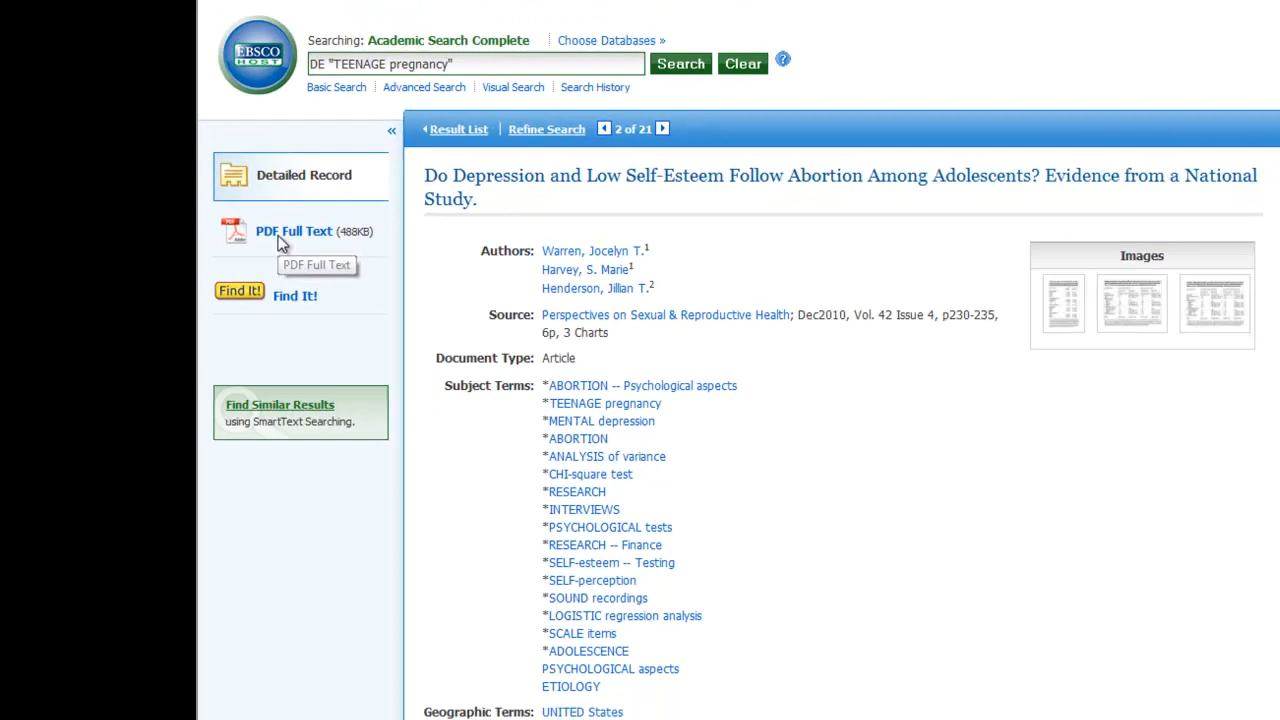 EBSCO
HOST
Searching: Academic Search Complete Choose Databases »
DE "TEENAGE pregnancy" Search Clear ?
Basic Search Advanced Search Visual Search Search History
«
Result List Refine Search 2 of 21
Detailed Record
PDF Full Text (488KB)
PDF Full Text
Find It! Find It!
Find Similar Results
using SmartText Searching.
Do Depression and Low Self-Esteem Follow Abortion Among Adolescents? Evidence from a National
Study.
Authors: Warren, Jocelyn T.1
Harvey, S. Marie1
Henderson, Jillian T.2
Source: Perspectives on Sexual & Reproductive Health; Dec2010, Vol. 42 Issue 4, p230-235,
6p, 3 Charts
Document Type: Article
Subject Terms: *ABORTION -- Psychological aspects
*TEENAGE pregnancy
*MENTAL depression
*ABORTION
*ANALYSIS of variance
*CHI-square test
*RESEARCH
*INTERVIEWS
*PSYCHOLOGICAL tests
*RESEARCH -- Finance
*SELF-esteem -- Testing
*SELF-perception
*SOUND recordings
*LOGISTIC regression analysis
*SCALE items
*ADOLESCENCE
PSYCHOLOGICAL aspects
ETIOLOGY
Geographic Terms: UNITED States
Images